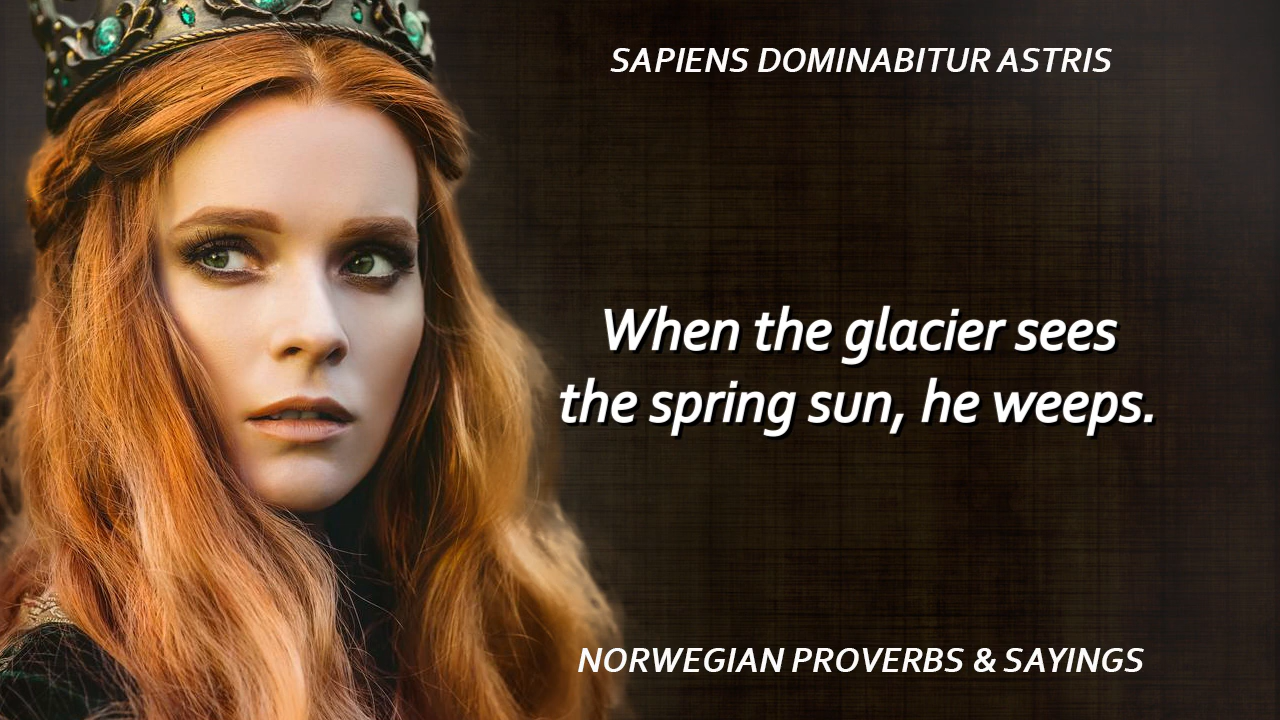 SAPIENS DOMINABITUR ASTRIS
When the glacier sees
the spring sun, he weeps.
NORWEGIAN PROVERBS & SAYINGS